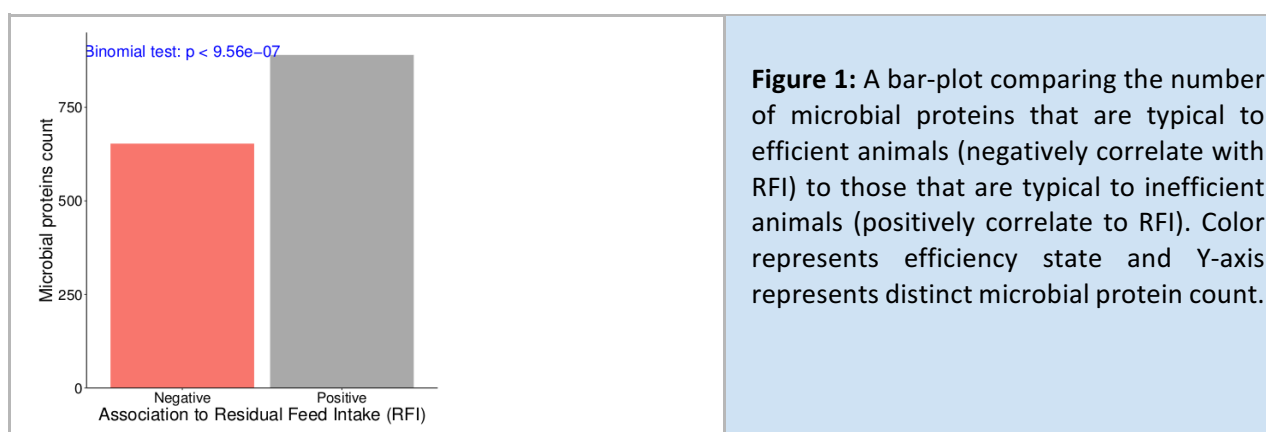 Binomial test: p < 9.56e−07
Microbial proteins count
750
500
250
0
Negative
Positive
Association to Residual Feed Intake (RFI)
Figure 1: A bar-plot comparing the number
of microbial proteins that are typical to
efficient animals (negatively correlate with
RFI) to those that are typical to inefficient
animals (positively correlate to RFI). Color
represents efficiency state and Y-axis
represents distinct microbial protein count.